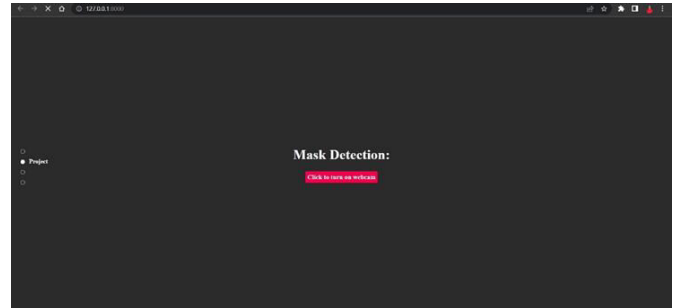 127.0.0.1:8000
Mask Detection:
Project
Click to turn on webcam